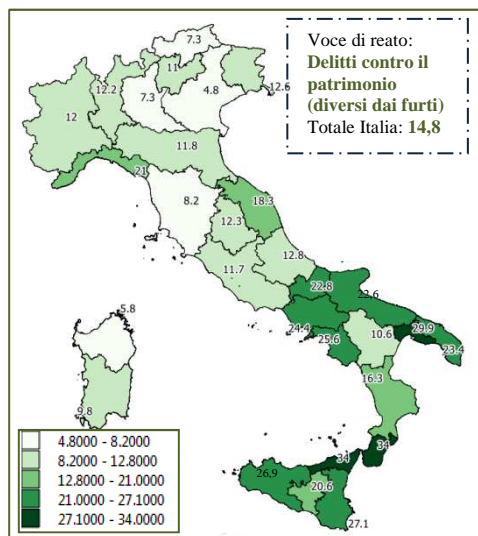 Voce di reato:
Delitti contro il
patrimonio
(diversi dai furti)
Totale Italia: 14,8
7.3
11
4.8
12.6
12.2
7.3
12
11.8
21
8.2
18.3
12.3
12.8
11.7
22.8
22.6
24.4
25.6
10.6
29.9
23.4
5.8
9.8
16.3
34
34
26,9
20.6
27.1
4.8000 - 8.2000
8.2000 - 12.8000
12.8000 - 21.0000
21.0000 - 27.1000
27.1000 - 34.0000